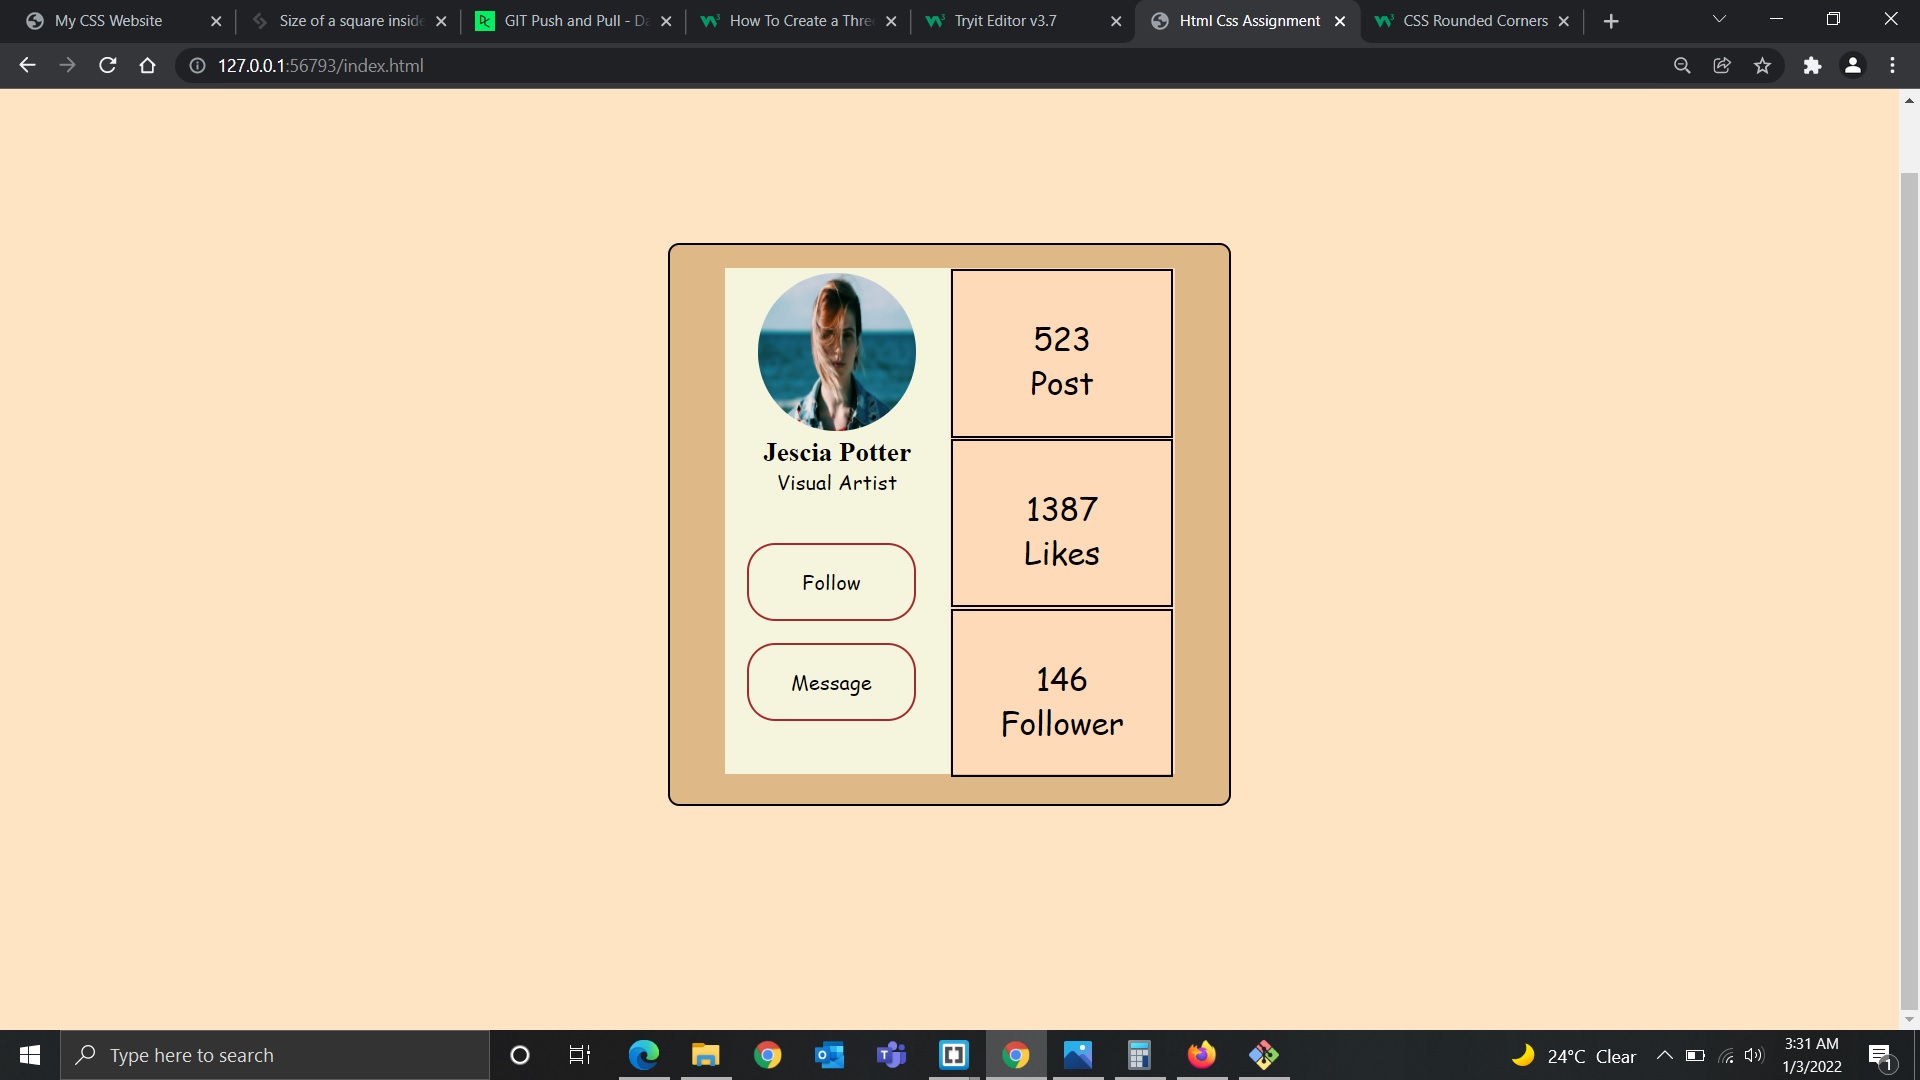 My CSS Website
Size of a square inside
GIT Push and Pull - Da
How To Create a Thre
Tryit Editor v3.7
Html Css Assignment
CSS Rounded Corners
127.0.0.1:56793/index.html
523
Post
Jescia Potter
Visual Artist
1387
Likes
Follow
Message
146
Follower
Type here to search
24°C Clear
3:31 AM
1/3/2022
1